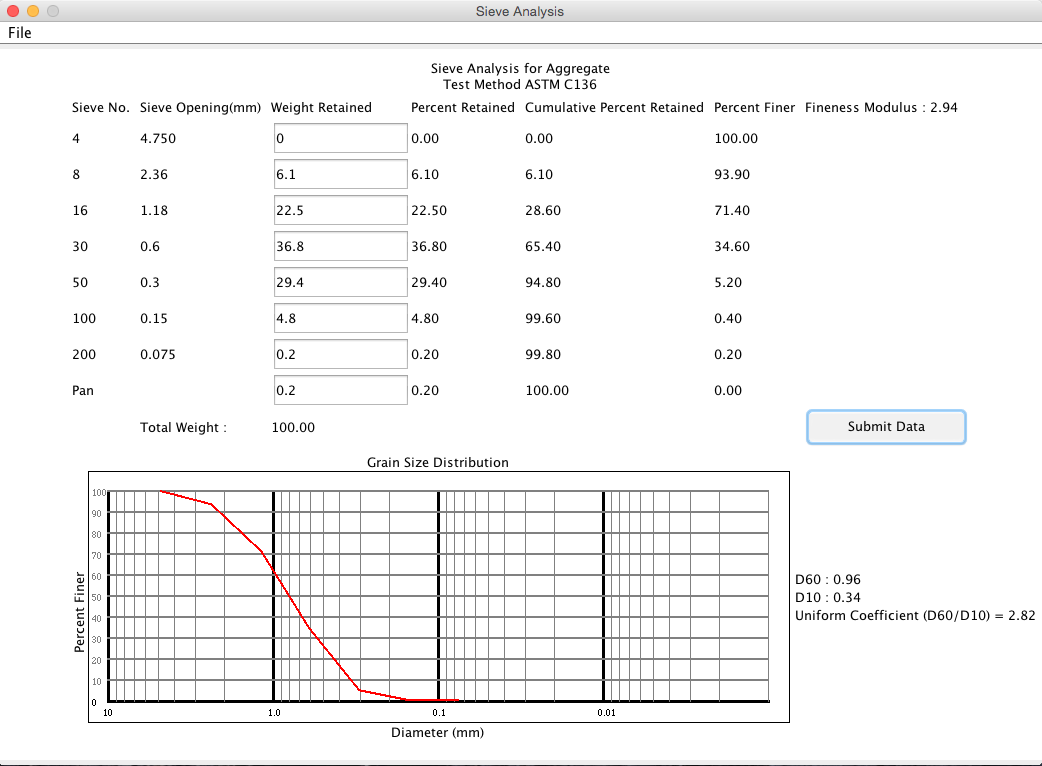 Sieve Analysis
File
Sieve Analysis for Aggregate
Test Method ASTM C136
Sieve No. Sieve Opening(mm) Weight Retained Percent Retained Cumulative Percent Retained Percent Finer Fineness Modulus : 2.94
4 4.750 0 0.00 0.00 100.00
8 2.36 6.1 6.10 6.10 93.90
16 1.18 22.5 22.50 28.60 71.40
30 0.6 36.8 36.80 65.40 34.60
50 0.3 29.4 29.40 94.80 5.20
100 0.15 4.8 4.80 99.60 0.40
200 0.075 0.2 0.20 99.80 0.20
Pan 0.2 0.20 100.00 0.00
Total Weight : 100.00
Submit Data
Grain Size Distribution
100
90
80
70
60
50
40
30
20
10
0
Percent Finer
10 1.0 0.1 0.01
Diameter (mm)
D60 : 0.96
D10 : 0.34
Uniform Coefficient (D60/D10) = 2.82